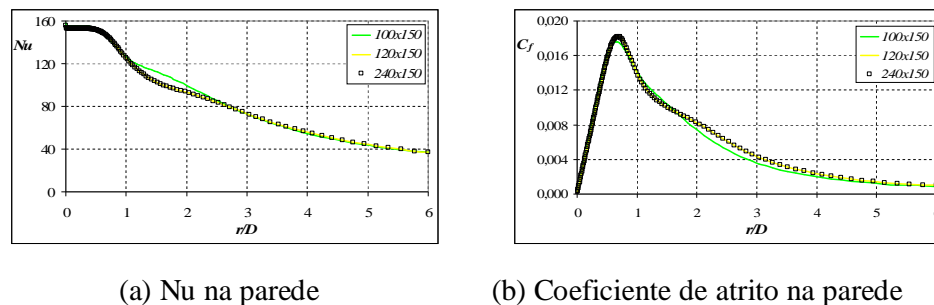 160
120
80
40
0
Nu
100x150
120x150
240x150
0 1 2 3 4 5 6
r/D
0,020
0,016
0,012
0,008
0,004
0,000
Cf
100x150
120x150
240x150
0 1 2 3 4 5
r/D
(a) Nu na parede
(b) Coeficiente de atrito na parede